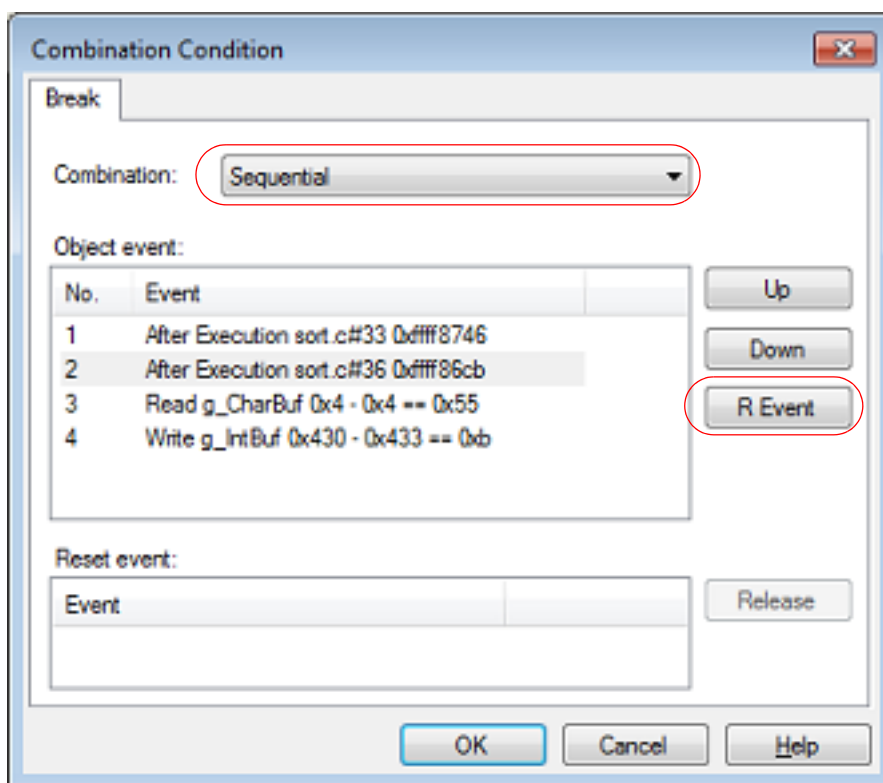 Combination Condition
Break
Combination: Sequential
Object event:
No. Event
1 After Execution sort.c#33 0xffff8746
2 After Execution sort.c#36 0xffff86cb
3 Read g_CharBuf 0x4 - 0x4 == 0x55
4 Write g_IntBuf 0x430 - 0x433 == 0xb
Up
Down
R Event
Reset event:
Event
Release
OK Cancel Help